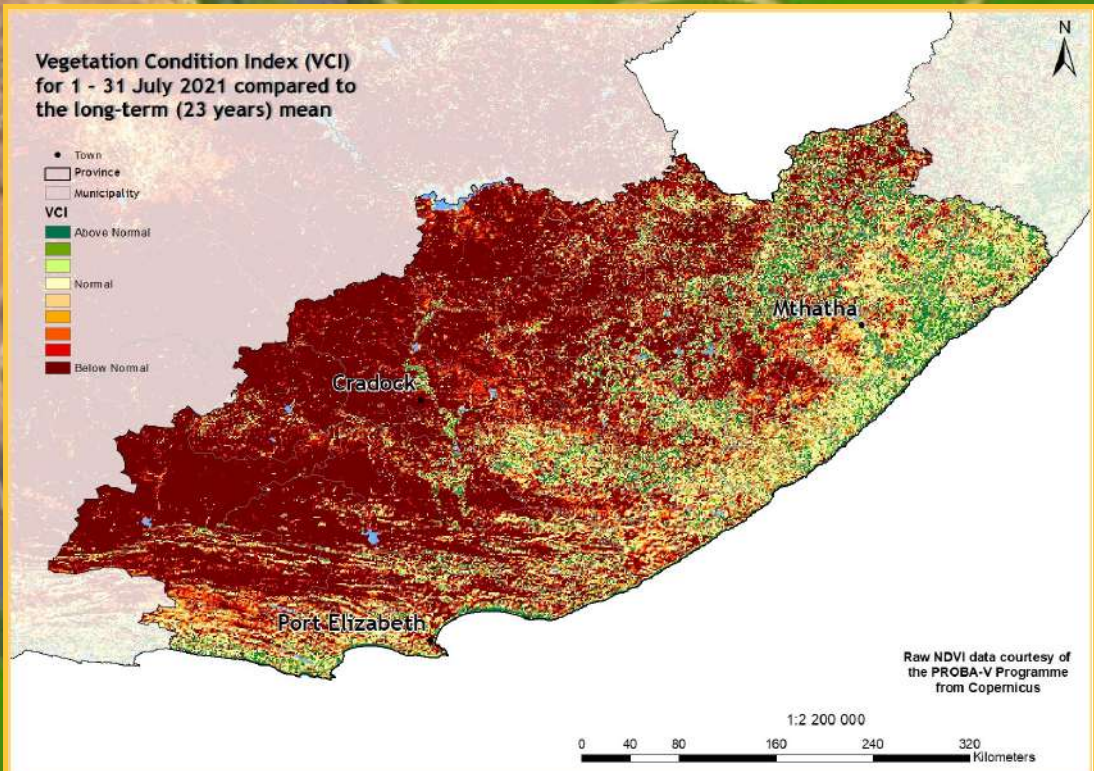 Vegetation Condition Index (VCI)
for 1 - 31 July 2021 compared to
the long-term (23 years) mean
N
Town
Province
Municipality
VCI
Above Normal
Normal
Below Normal
Mthatha
Cradock
Port Elizabeth
Raw NDVI data courtesy of
the PROBA-V Programme
from Copernicus
1:2 200 000
0 40 80 160 240 320
Kilometers